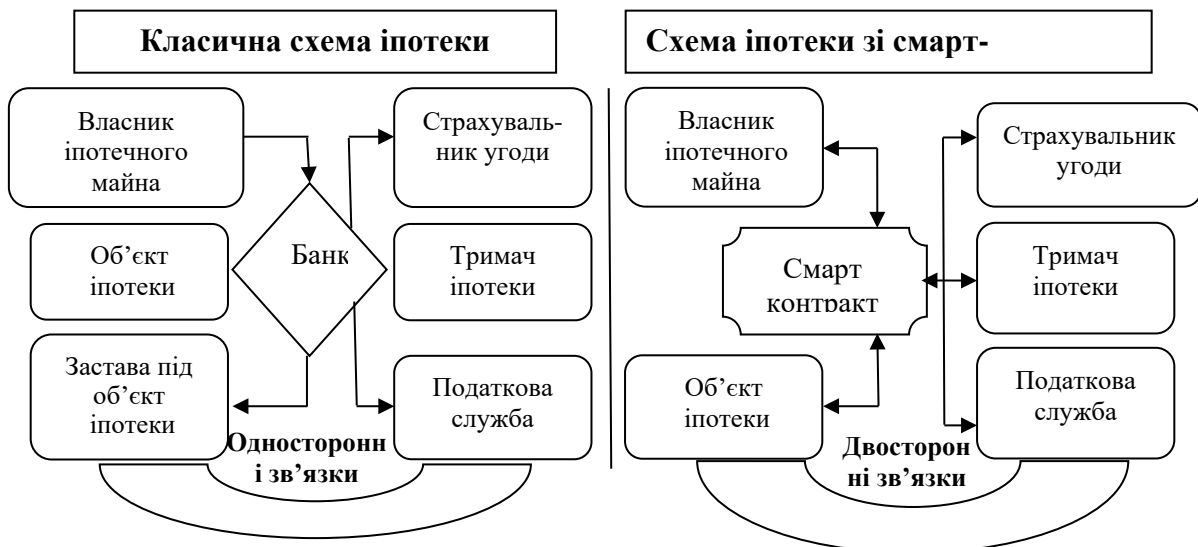 Класична схема іпотеки
Схема іпотеки зі смарт-
Власник
іпотечного
майна
Страхуваль-
ник угоди
Об’єкт
іпотеки
Банк
Тримач
іпотеки
Застава під
об’єкт
іпотеки
Податкова
служба
Односторонн
і зв’язки
Власник
іпотечного
майна
Страхувальник
угоди
Смарт
контракт
Тримач
іпотеки
Об’єкт
іпотеки
Податкова
служба
Двосторон
ні зв’язки